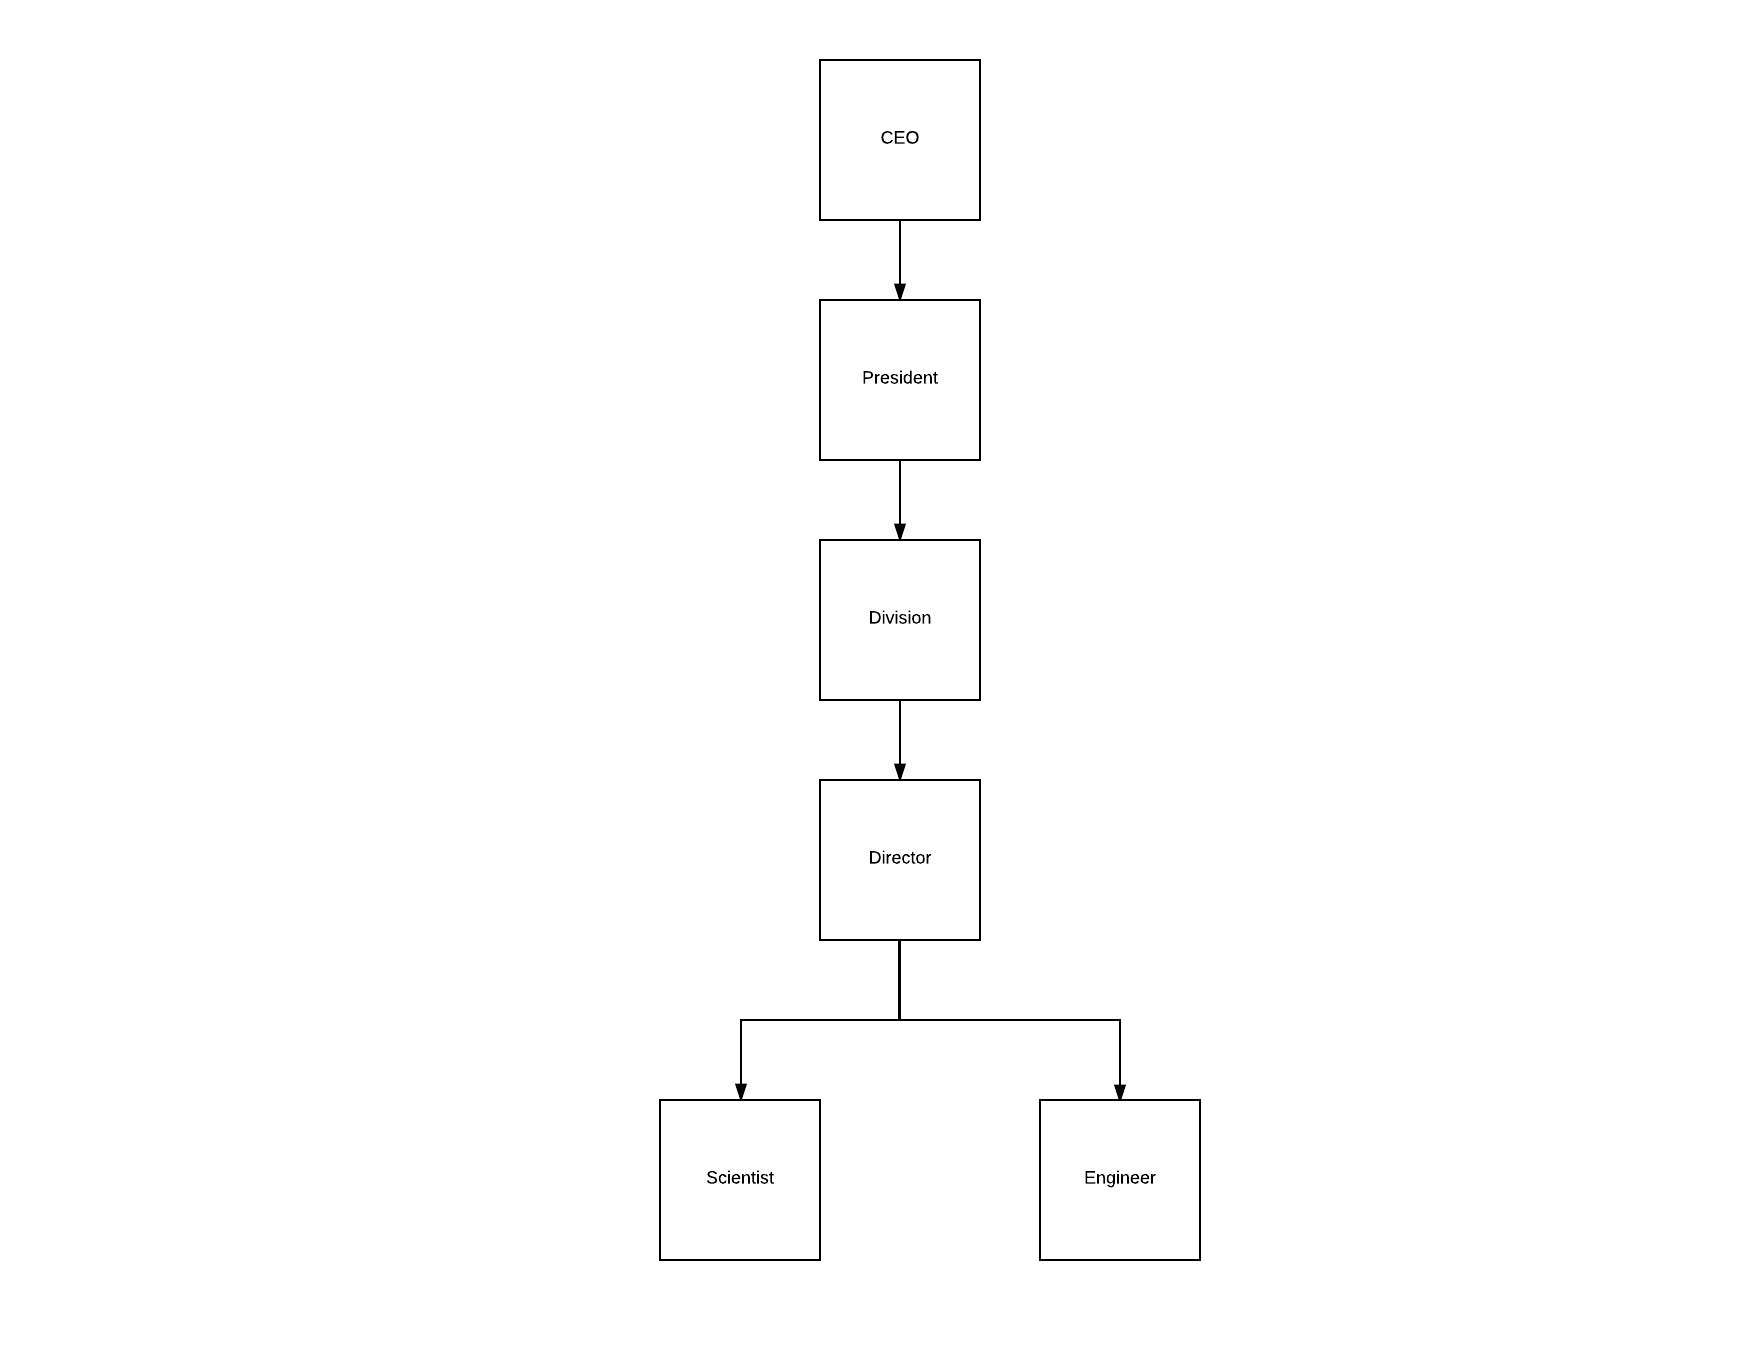 CEO
President
Division
Director
Scientist
Engineer